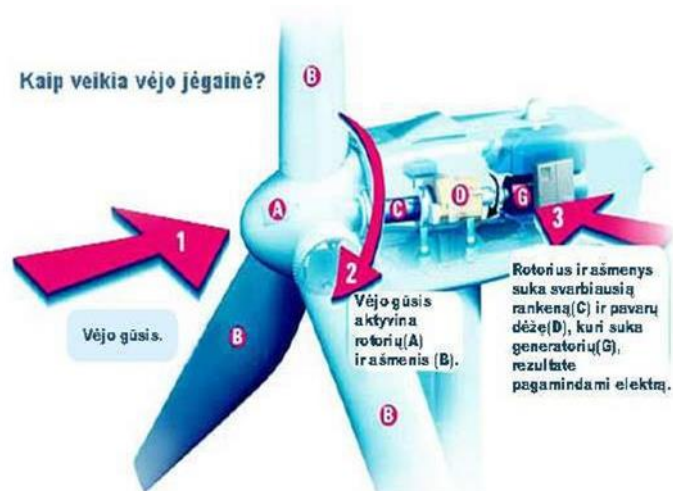 Kaip veikia vėjo jėgainė?
B
A
C
D
G
1
2
3
B
B
Vėjo gūsis.
Vėjo gūsis
aktyvina
rotorių(A)
ir ašmenis (B).
Rotorius ir ašmenys
suka svarbiausią
rankeną(C) ir pavarų
dėžę(D), kuri suka
generatorių(G),
rezultate
pagamindami elektrą.